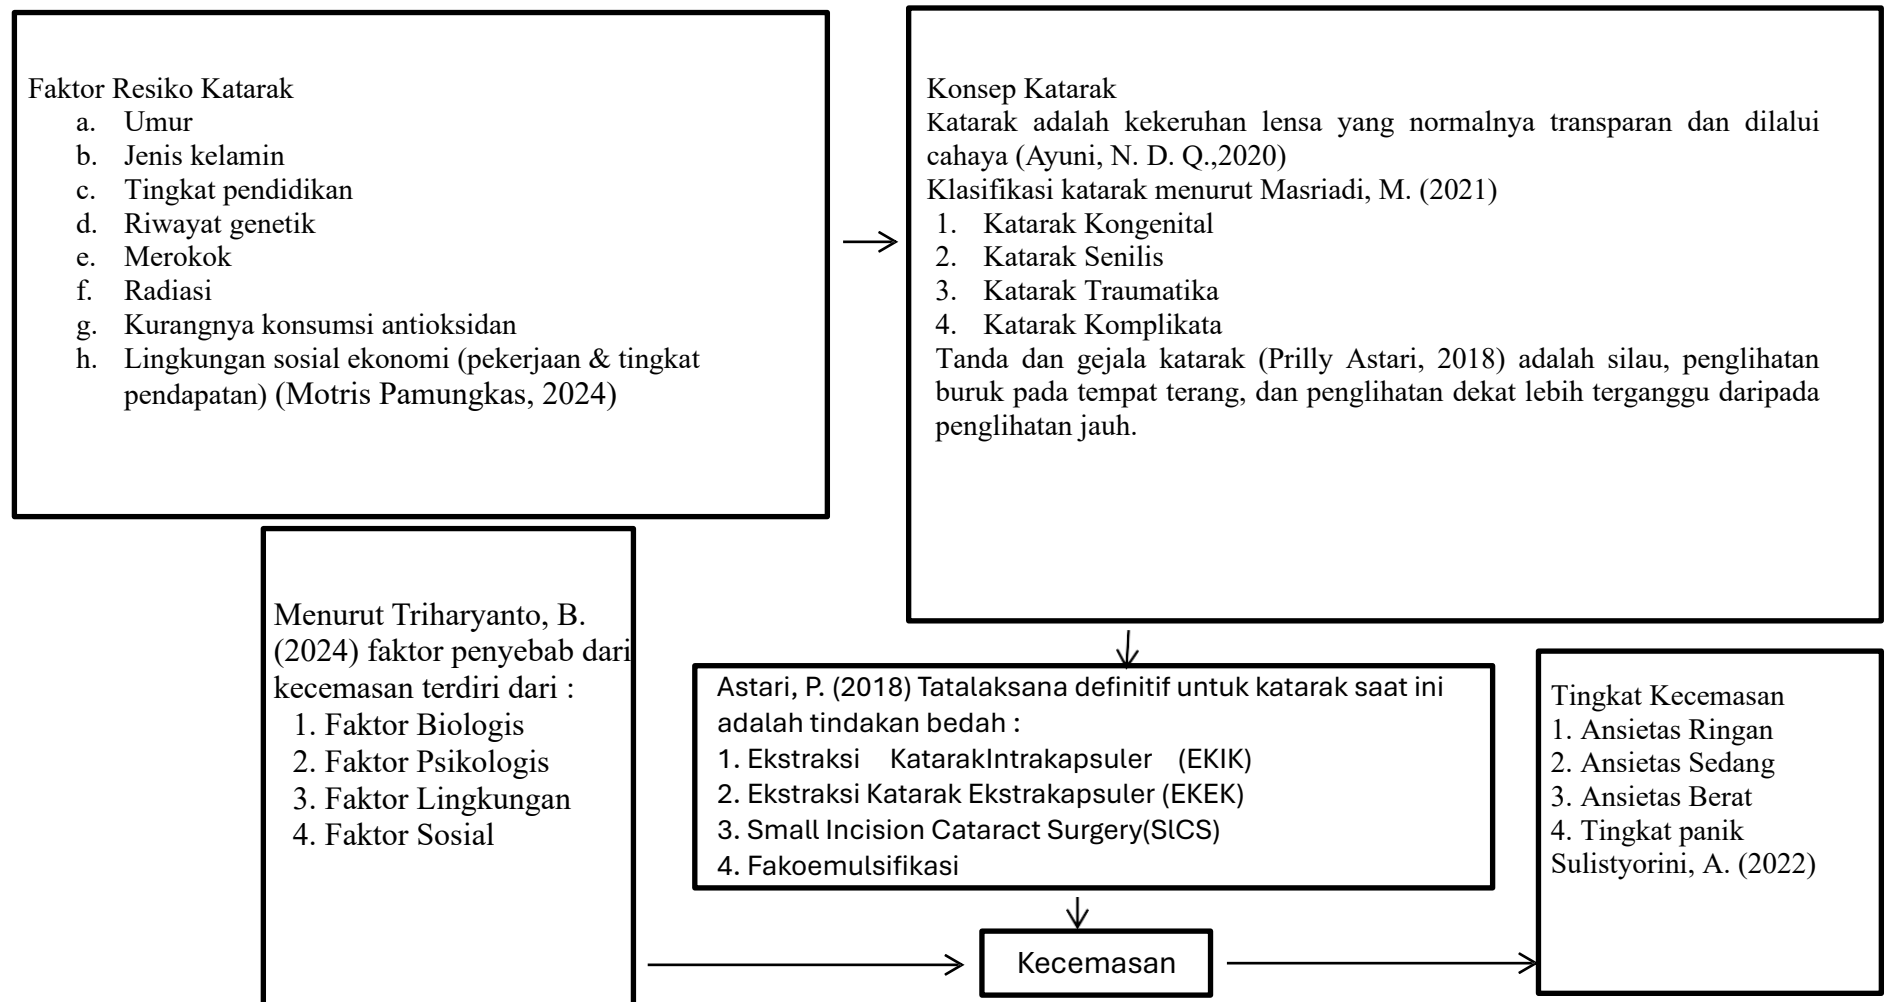 Faktor Resiko Katarak
a. Umur
b. Jenis kelamin
c. Tingkat pendidikan
d. Riwayat genetik
e. Merokok
f. Radiasi
g. Kurangnya konsumsi antioksidan
h. Lingkungan sosial ekonomi (pekerjaan & tingkat
pendapatan) (Motris Pamungkas, 2024)
Konsep Katarak
Katarak adalah kekeruhan lensa yang normalnya transparan dan dilalui
cahaya (Ayuni, N. D. Q.,2020)
Klasifikasi katarak menurut Masriadi, M. (2021)
1. Katarak Kongenital
2. Katarak Senilis
3. Katarak Traumatika
4. Katarak Komplikata
Tanda dan gejala katarak (Prilly Astari, 2018) adalah silau, penglihatan
buruk pada tempat terang, dan penglihatan dekat lebih terganggu daripada
penglihatan jauh.
Menurut Triharyanto, B.
(2024) faktor penyebab dari
kecemasan terdiri dari :
1. Faktor Biologis
2. Faktor Psikologis
3. Faktor Lingkungan
4. Faktor Sosial
Astari, P. (2018) Tatalaksana definitif untuk katarak saat ini
adalah tindakan bedah :
1. Ekstraksi KatarakIntrakapsuler (EKIK)
2. Ekstraksi Katarak Ekstrakapsuler (EKEK)
3. Small Incision Cataract Surgery(SlCS)
4. Fakoemulsifikasi
Kecemasan
Tingkat Kecemasan
1. Ansietas Ringan
2. Ansietas Sedang
3. Ansietas Berat
4. Tingkat panik
Sulistyorini, A. (2022)